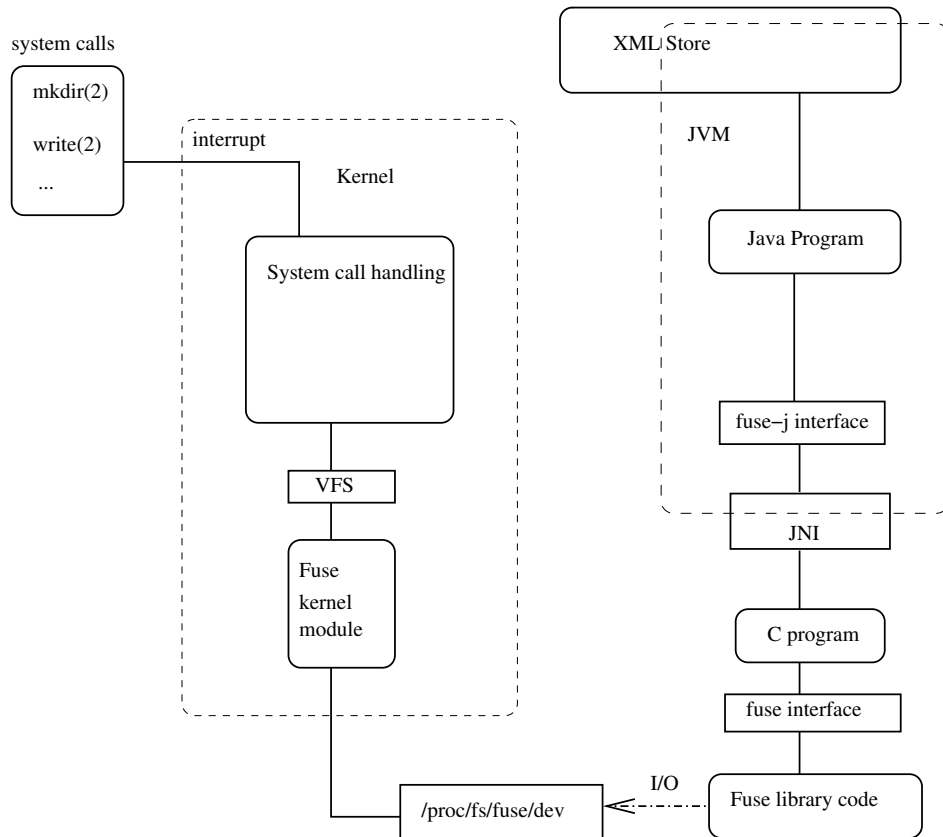 system calls
mkdir(2)
write(2)
...
interrupt
Kernel
System call handling
VFS
Fuse
kernel
module
/proc/fs/fuse/dev
I/O
XML Store
JVM
Java Program
fuse−j interface
JNI
C program
fuse interface
Fuse library code